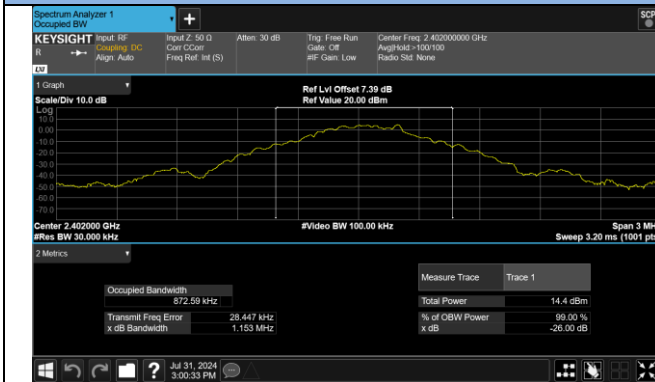 Spectrum Analyzer 1
Occupied BW
+
KEYSIGHT Input: RF Input Z: 50 Ω Atten: 30 dB Trig: Free Run Center Freq: 2.402000000 GHz
R Coupling: DC Corr CCorr Gate: Off Avg|Hold:>100/100
Align: Auto Freq Ref: Int (S) #IF Gain: Low Radio Std: None
LXI
1 Graph
Ref Lvl Offset 7.39 dB
Scale/Div 10.0 dB Ref Value 20.00 dBm
Log
10.0
0.00
-10.0
-20.0
-30.0
-40.0
-50.0
-60.0
-70.0
Center 2.402000 GHz #Video BW 100.00 kHz Span 3 MH
#Res BW 30.000 kHz Sweep 3.20 ms (1001 pts
2 Metrics
Measure Trace Trace 1
Occupied Bandwidth
872.59 kHz Total Power 14.4 dBm
Transmit Freq Error 28.447 kHz % of OBW Power 99.00 %
x dB Bandwidth 1.153 MHz x dB -26.00 dB
? Jul 31, 2024
3:00:33 PM